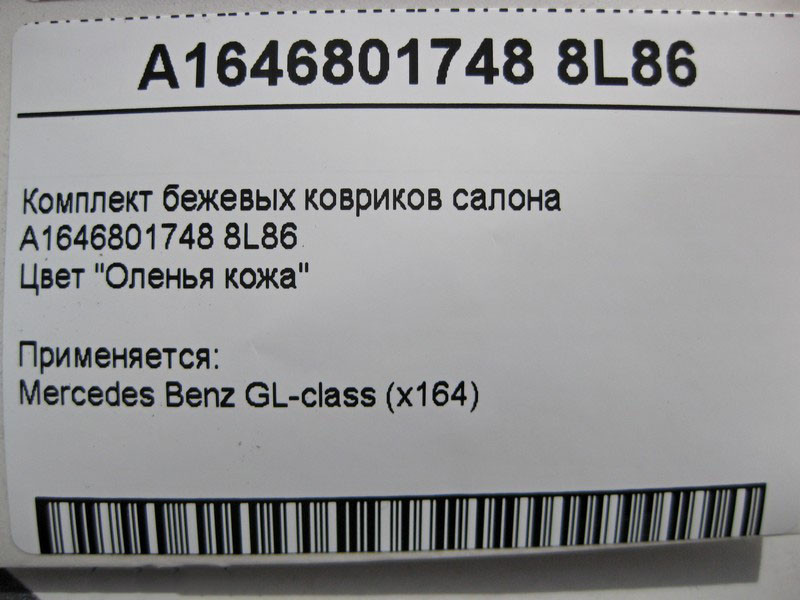 A1646801748 8L86
Комплект бежевых ковриков салона
A1646801748 8L86
Цвет "Оленья кожа"
Применяется:
Mercedes Benz GL-class (x164)